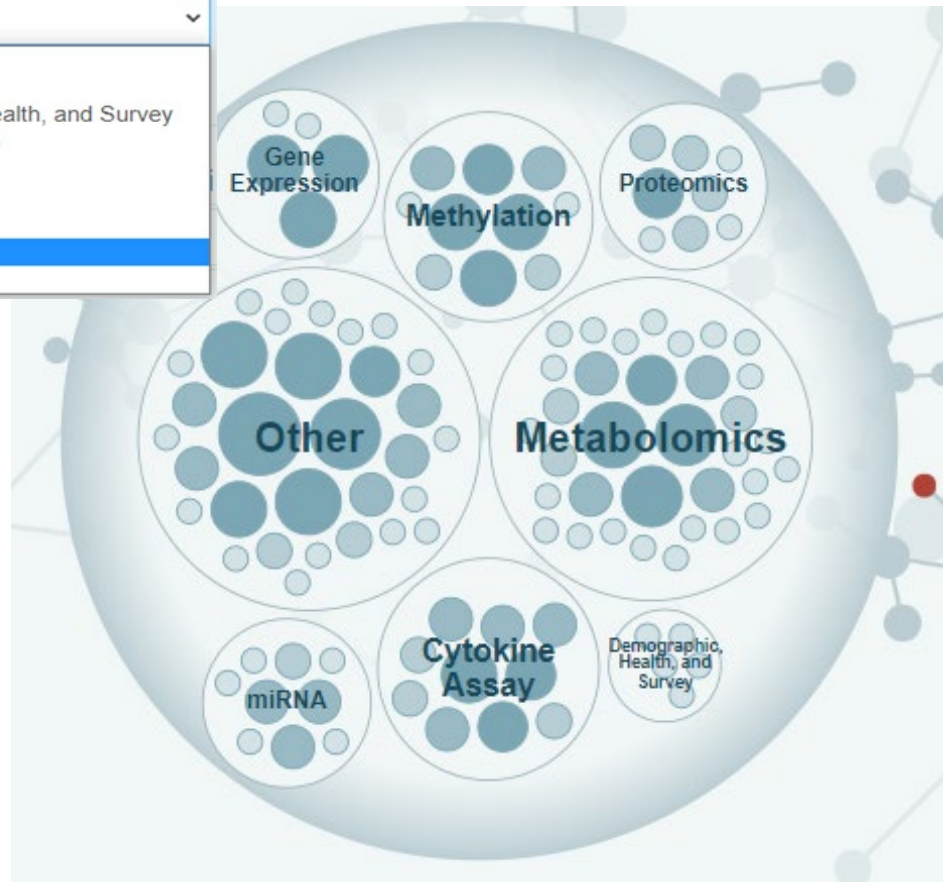 ealth, and Survey
Gene
Expression
Methylation
Proteomics
Other
Metabolomics
miRNA
Cytokine
Assay
Demographic,
Health, and
Survey